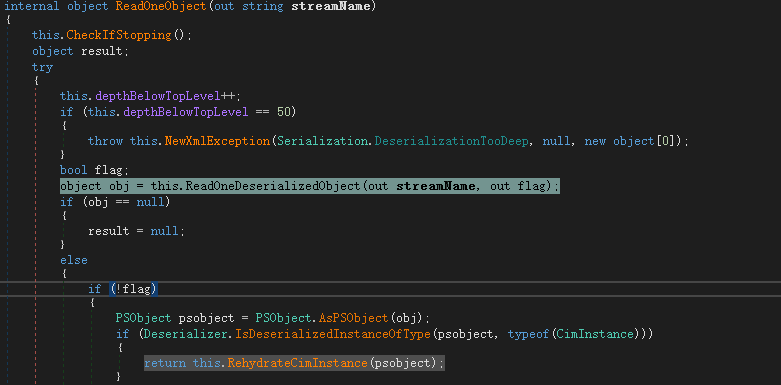 internal object ReadOneObject(out string streamName)
{
this.CheckIfStopping();
object result;
try
{
this.depthBelowTopLevel++;
if (this.depthBelowTopLevel == 50)
{
throw this.NewXmlException(Serialization.DeserializationTooDeep, null, new object[0]);
}
bool flag;
object obj = this.ReadOneDeserializedObject(out streamName, out flag);
if (obj == null)
{
result = null;
}
else
{
if (!flag)
{
PSObject psobject = PSObject.AsPSObject(obj);
if (Deserializer.IsDeserializedInstanceOfType(psobject, typeof(CimInstance)))
{
return this.RehydrateCimInstance(psobject);
}